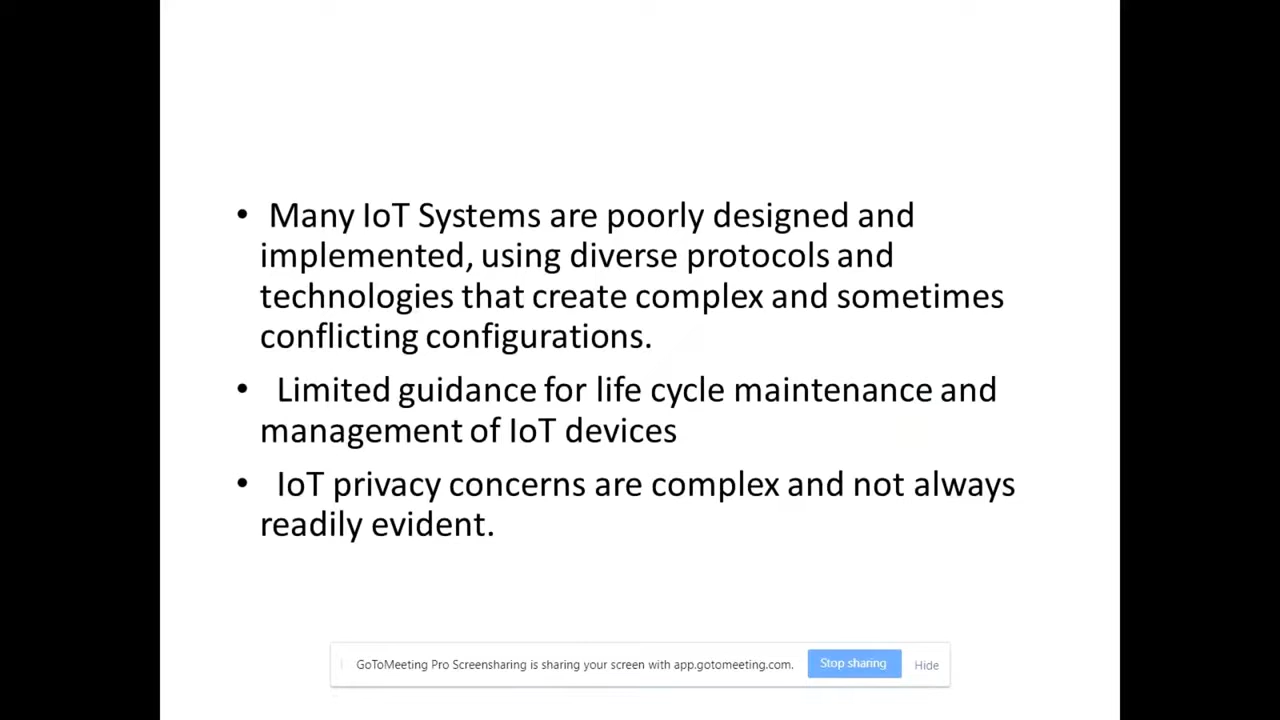 • Many IoT Systems are poorly designed and
implemented, using diverse protocols and
technologies that create complex and sometimes
conflicting configurations.
• Limited guidance for life cycle maintenance and
management of IoT devices
• IoT privacy concerns are complex and not always
readily evident.
GoToMeeting Pro Screensharing is sharing your screen with app.gotomeeting.com. Stop sharing Hide